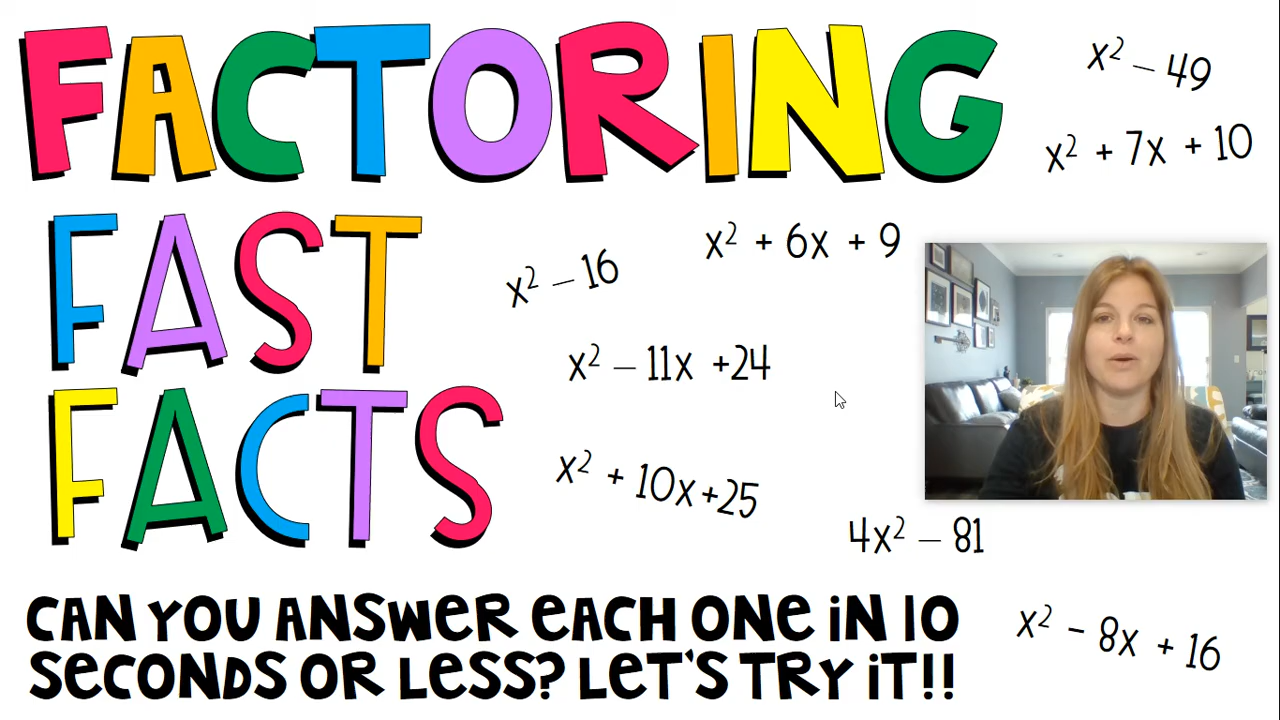 FACTORING
FAST
FACTS
x² – 49
x² + 7x + 10
x² + 6x + 9
x² – 16
x² – 11x +24
x² + 10x+25
4x² – 81
x² - 8x + 16
CAN YOU ANSWER EACH ONE IN 10
SECONDS OR LESS? LET'S TRY IT!!